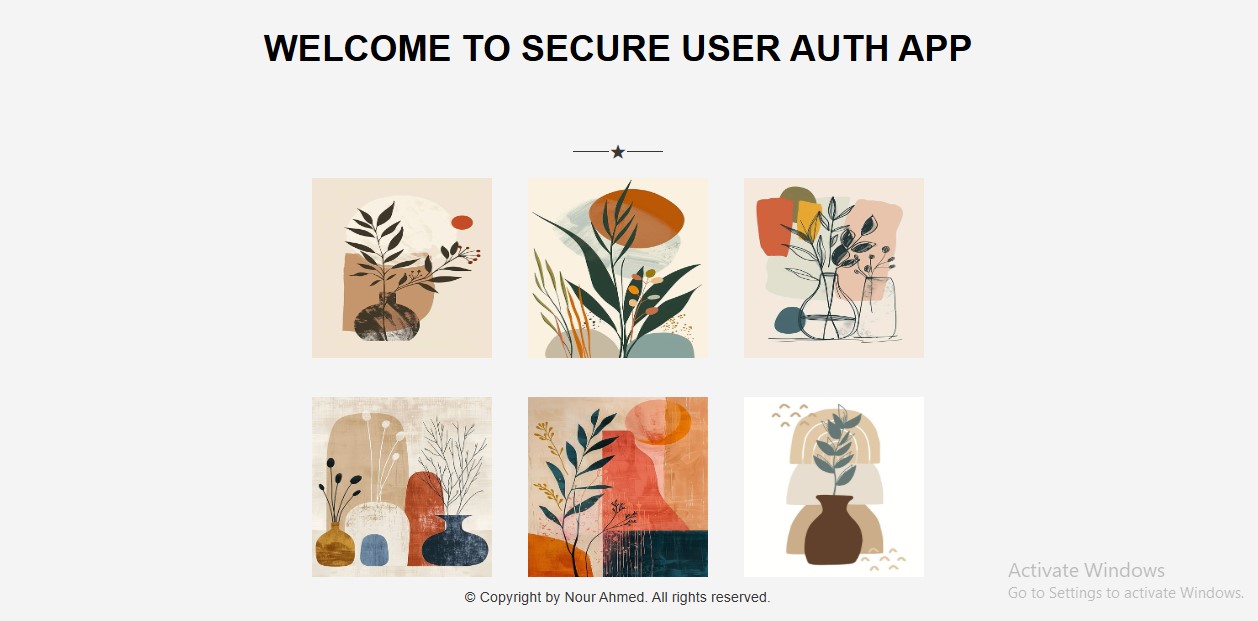 WELCOME TO SECURE USER AUTH APP
© Copyright by Nour Ahmed. All rights reserved.
Activate Windows
Go to Settings to activate Windows.